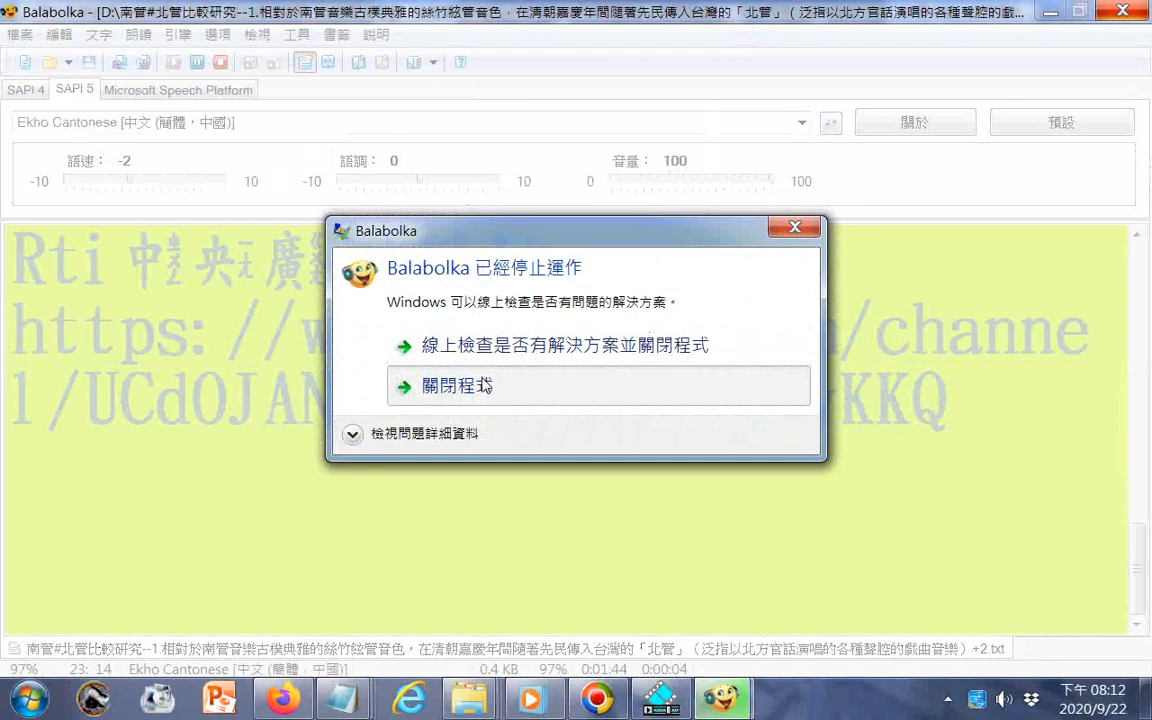 Balabolka - [D:\南管#北管比較研究--1.相對於南管音樂古樸典雅的絲竹絃管音色，在清朝嘉慶年間隨著先民傳入台灣的「北管」（泛指以北方官話演唱的各種聲腔的戲...
檔案 編輯 文字 朗讀 引擎 選項 檢視 工具 書籤 說明
SAPI 4 SAPI 5 Microsoft Speech Platform
Ekho Cantonese [中文 (簡體，中國)] 關於 預設
語速： -2 語調： 0 音量： 100
-10 10 -10 10 0 100
Balabolka
Rti 中央廣
Balabolka 已經停止運作
Windows 可以線上檢查是否有問題的解決方案。
https://w /channe
線上檢查是否有解決方案並關閉程式
l/UCdOJAN KKQ
關閉程式
檢視問題詳細資料
南管#北管比較研究--1.相對於南管音樂古樸典雅的絲竹絃管音色，在清朝嘉慶年間隨著先民傳入台灣的「北管」（泛指以北方官話演唱的各種聲腔的戲曲音樂）+2.txt
97% 23: 14 Ekho Cantonese [中文 (簡體，中國)] 0.4 KB 97% 0:01:44 0:00:04
下午 08:12
2020/9/22